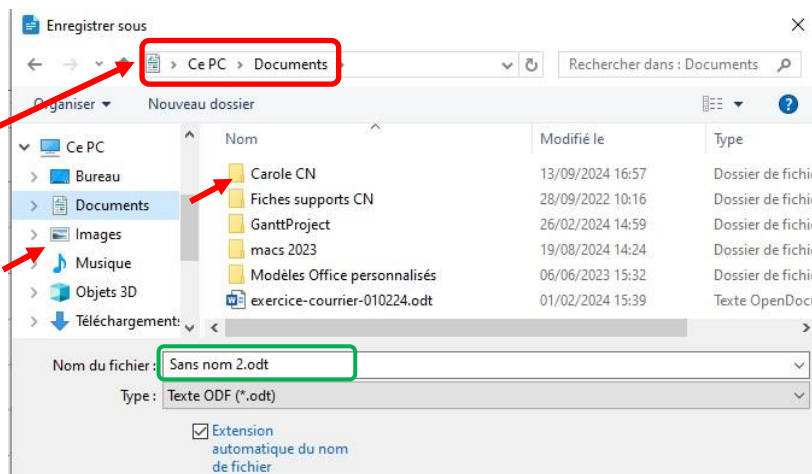 Enregistrer sous
Ce PC > Documents
Rechercher dans : Documents
Organiser
Nouveau dossier
?
Nom Modifié le Type
Ce PC
Bureau
Documents
Images
Musique
Objets 3D
Téléchargements
Carole CN 13/09/2024 16:57 Dossier de fichi
Fiches supports CN 28/09/2022 10:16 Dossier de fichi
GanttProject 26/02/2024 14:59 Dossier de fichi
macs 2023 19/08/2024 14:24 Dossier de fichi
Modèles Office personnalisés 06/06/2023 15:32 Dossier de fichi
exercice-courrier-010224.odt 01/02/2024 15:39 Texte OpenDoc
Nom du fichier : Sans nom 2.odt
Type : Texte ODF (*.odt)
Extension
automatique du nom
de fichier